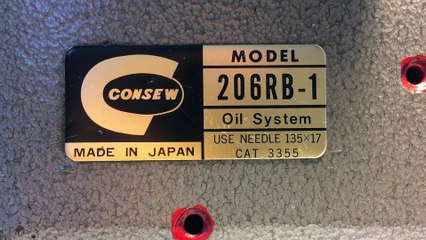 CONSEW
MADE IN JAPAN
MODEL
206RB-1
Oil System
USE NEEDLE 135×17
CAT 3355